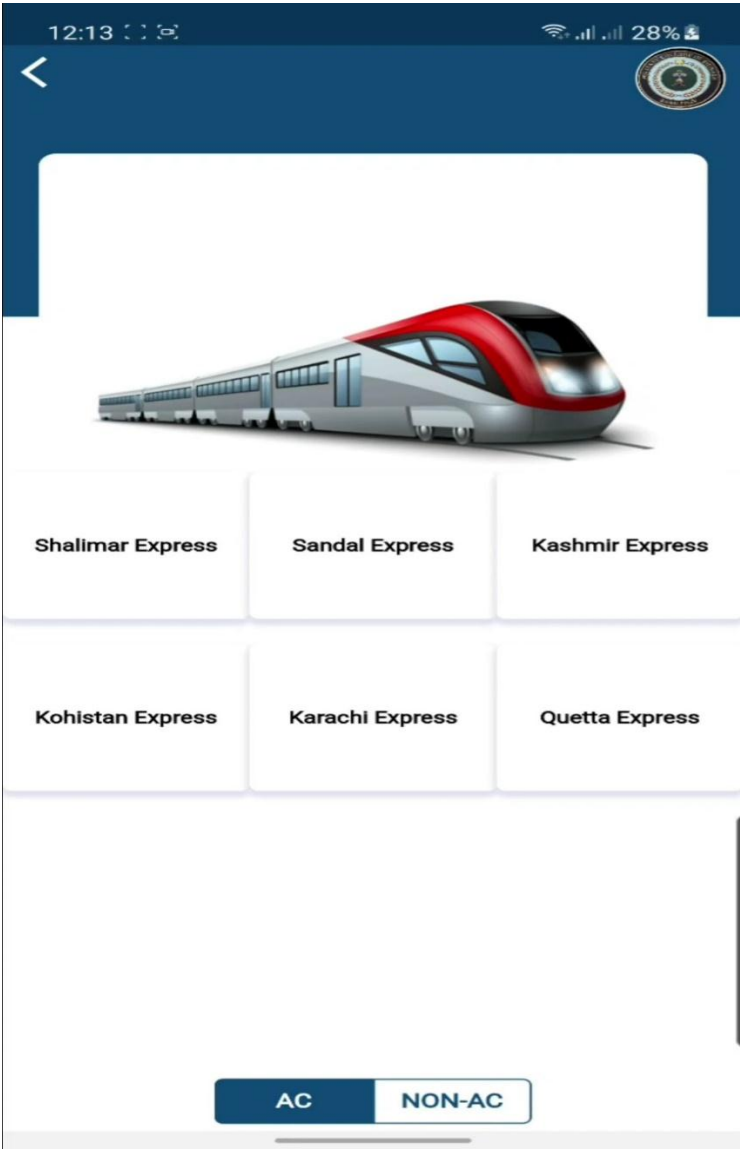 12:13 28%
Shalimar Express Sandal Express Kashmir Express
Kohistan Express Karachi Express Quetta Express
AC NON-AC